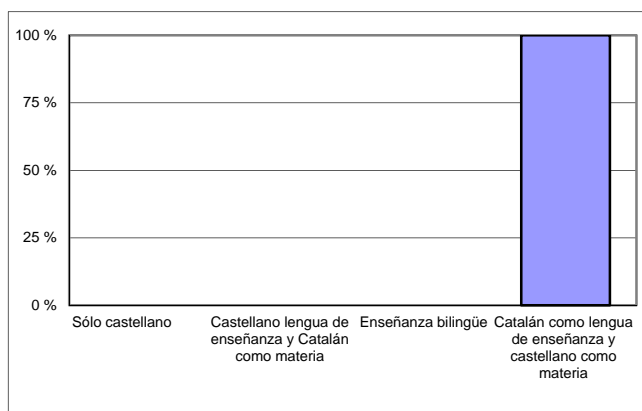 100 %
75 %
50 %
25 %
0 %
Sólo castellano
Castellano lengua de
enseñanza y Catalán
como materia
Enseñanza bilingüe
Catalán como lengua
de enseñanza y
castellano como
materia